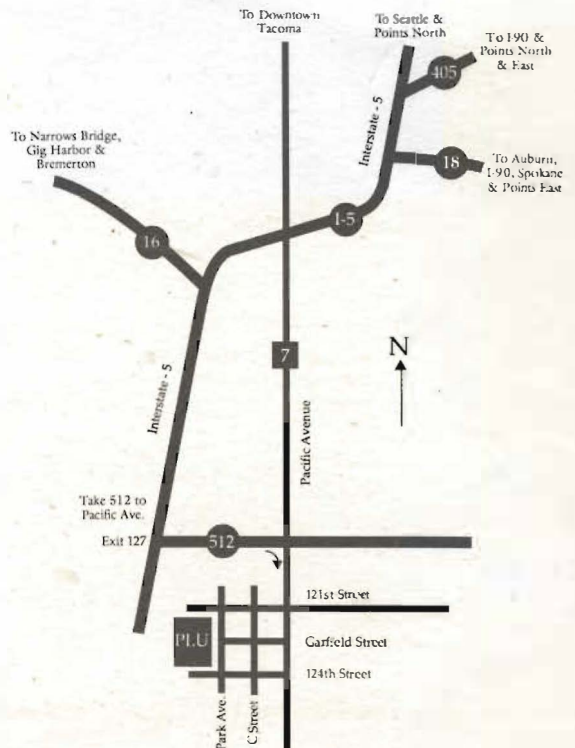 To Downtown
Tacoma
To Seattle &
Points North
To I-90 &
Points North
& East
405
Interstate - 5
To Narrows Bridge,
Gig Harbor &
Bremerton
18
To Auburn,
I-90, Spokane
& Points East
16
I-5
7
N
Interstate - 5
Pacific Avenue
Take 512 to
Pacific Ave.
Exit 127
512
121st Street
PLU
Garfield Street
124th Street
Park Ave.
C Street